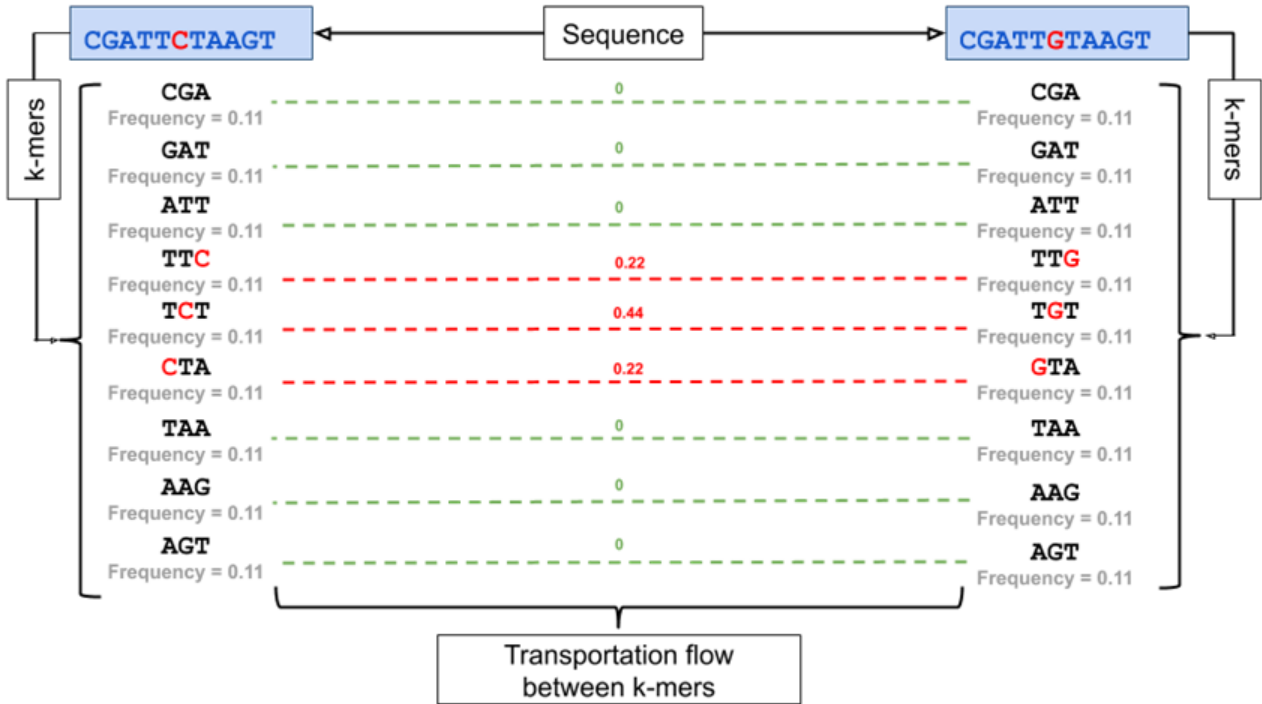 CGATTCTAAGT
Sequence
CGATTGTAAGT
k-mers
k-mers
CGA
Frequency = 0.11
0
CGA
Frequency = 0.11
GAT
Frequency = 0.11
0
GAT
Frequency = 0.11
ATT
Frequency = 0.11
0
ATT
Frequency = 0.11
TTC
Frequency = 0.11
0.22
TTG
Frequency = 0.11
TCT
Frequency = 0.11
0.44
TGT
Frequency = 0.11
CTA
Frequency = 0.11
0.22
GTA
Frequency = 0.11
TAA
Frequency = 0.11
0
TAA
Frequency = 0.11
AAG
Frequency = 0.11
0
AAG
Frequency = 0.11
AGT
Frequency = 0.11
0
AGT
Frequency = 0.11
Transportation flow
between k-mers